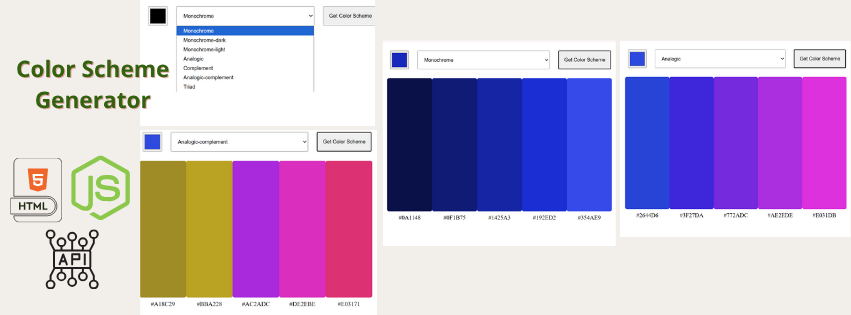 Color Scheme
Generator
5
HTML
JS
API
Monochrome
Get Color Scheme
Monochrome
Monochrome-dark
Monochrome-light
Analogic
Complement
Analogic-complement
Triad
Analogic-complement
Get Color Scheme
#A18C29
#BBA228
#AC2ADC
#DE2EBE
#E03171
Monochrome
Get Color Scheme
#0A1148
#0F1B75
#1425A3
#192ED2
#354AE9
Analogic
Get Color Scheme
#2644D6
#3F27DA
#772ADC
#AE2EDE
#E031DB